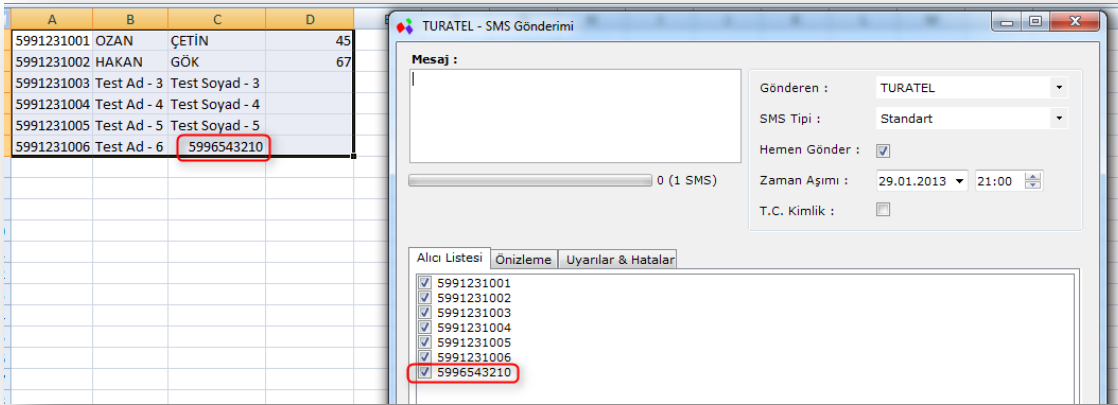 A B C D
5991231001 OZAN ÇETİN 45
5991231002 HAKAN GÖK 67
5991231003 Test Ad - 3 Test Soyad - 3
5991231004 Test Ad - 4 Test Soyad - 4
5991231005 Test Ad - 5 Test Soyad - 5
5991231006 Test Ad - 6 5996543210
TURATEL - SMS Gönderimi
Mesaj :
0 (1 SMS)
Gönderen : TURATEL
SMS Tipi : Standart
Hemen Gönder :
Zaman Aşımı : 29.01.2013 21:00
T.C. Kimlik :
Alıcı Listesi Önizleme Uyarılar & Hatalar
5991231001
5991231002
5991231003
5991231004
5991231005
5991231006
5996543210